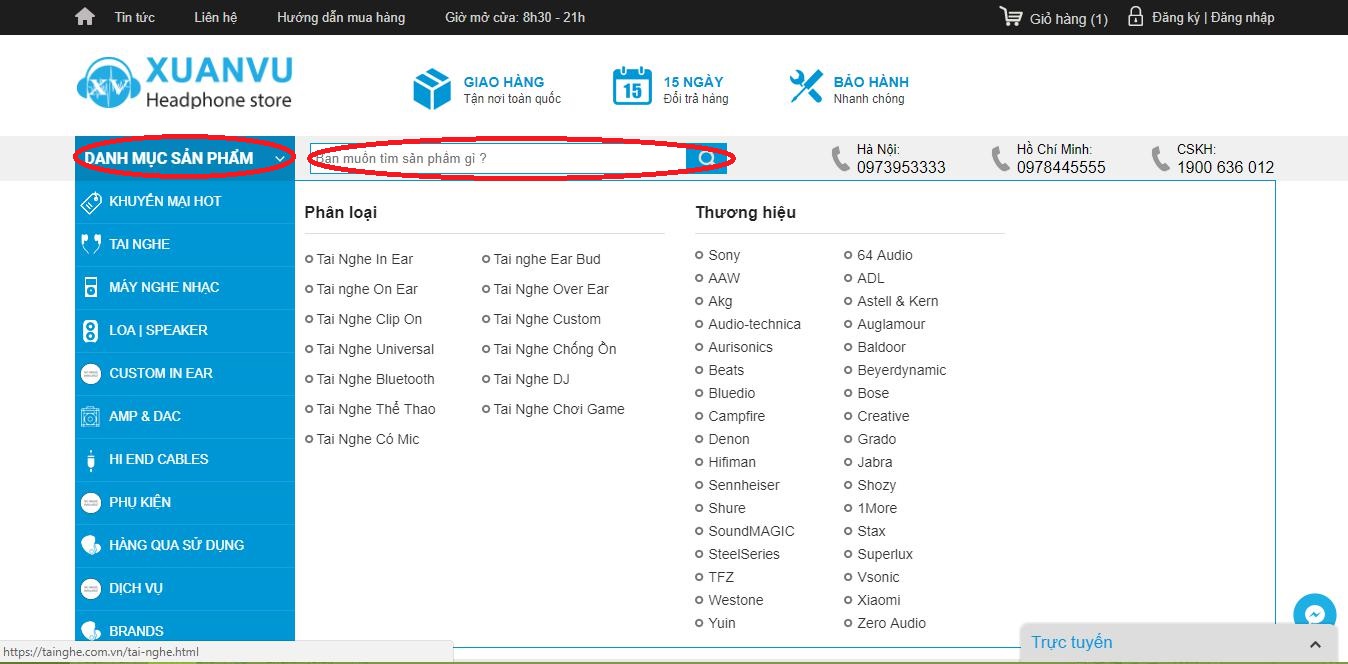 Tin tức Liên hệ Hướng dẫn mua hàng Giờ mở cửa: 8h30 - 21h Giỏ hàng (1) Đăng ký | Đăng nhập
XUANVU
Headphone store
XV
GIAO HÀNG
Tận nơi toàn quốc
15
15 NGÀY
Đổi trả hàng
BẢO HÀNH
Nhanh chóng
DANH MỤC SẢN PHẨM
Bạn muốn tìm sản phẩm gì ?
Hà Nội:
0973953333
Hồ Chí Minh:
0978445555
CSKH:
1900 636 012
KHUYẾN MẠI HOT
TAI NGHE
MÁY NGHE NHẠC
LOA | SPEAKER
CUSTOM IN EAR
AMP & DAC
HI END CABLES
PHỤ KIỆN
HÀNG QUA SỬ DỤNG
DỊCH VỤ
BRANDS
Phân loại
Tai Nghe In Ear Tai nghe Ear Bud
Tai nghe On Ear Tai Nghe Over Ear
Tai Nghe Clip On Tai Nghe Custom
Tai Nghe Universal Tai Nghe Chống Ồn
Tai Nghe Bluetooth Tai Nghe DJ
Tai Nghe Thể Thao Tai Nghe Chơi Game
Tai Nghe Có Mic
Thương hiệu
Sony 64 Audio
AAW ADL
Akg Astell & Kern
Audio-technica Auglamour
Aurisonics Baldoor
Beats Beyerdynamic
Bluedio Bose
Campfire Creative
Denon Grado
Hifiman Jabra
Sennheiser Shozy
Shure 1More
SoundMAGIC Stax
SteelSeries Superlux
TFZ Vsonic
Westone Xiaomi
Yuin Zero Audio
Trực tuyến
https://tainghe.com.vn/tai-nghe.html